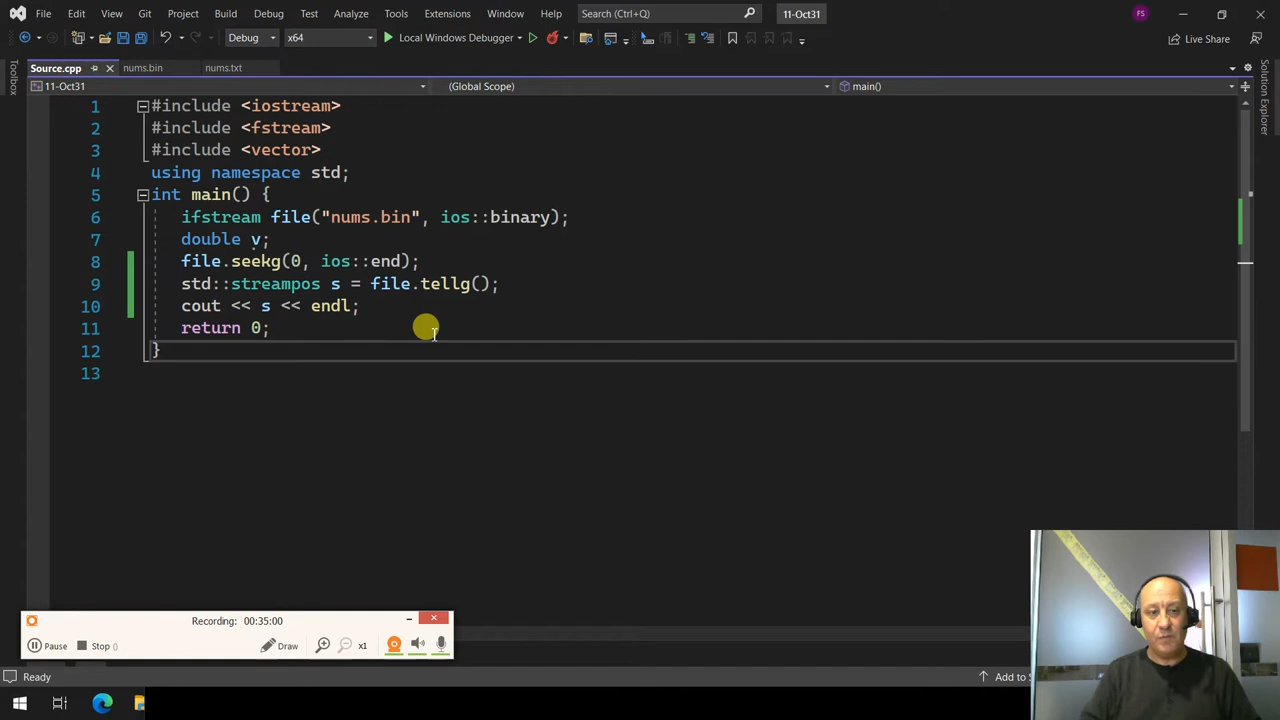 File Edit View Git Project Build Debug Test Analyze Tools Extensions Window Help Search (Ctrl+Q) 11-Oct31 FS
Debug x64 Local Windows Debugger Live Share
Source.cpp nums.bin nums.txt
11-Oct31 (Global Scope) main()
Toolbox
Solution Explorer
1 #include <iostream>
2 #include <fstream>
3 #include <vector>
4 using namespace std;
5 int main() {
6 ifstream file("nums.bin", ios::binary);
7 double v;
8 file.seekg(0, ios::end);
9 std::streampos s = file.tellg();
10 cout << s << endl;
11 return 0;
12 }
13
Recording: 00:35:00
Pause Stop () Draw x1
Ready Add to S